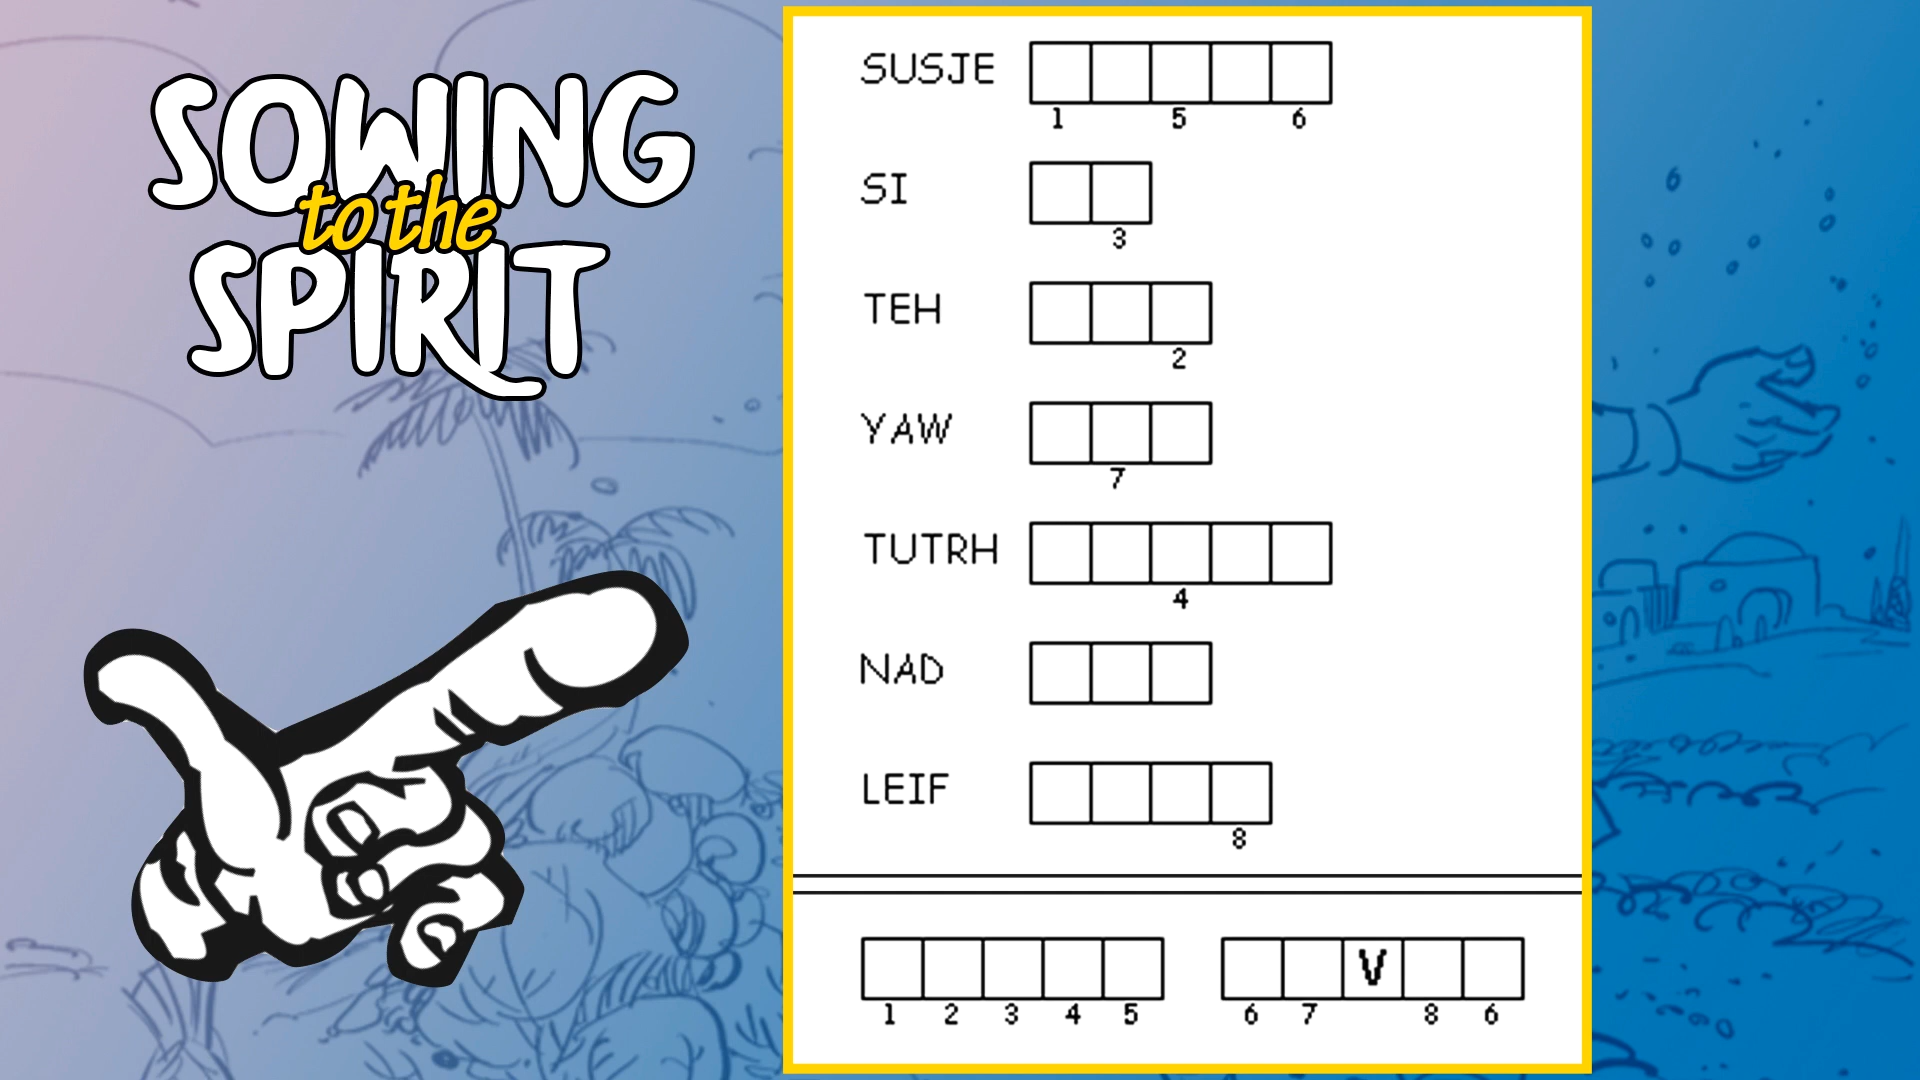 SOWING
to the
SPIRIT
SUSJE
1 5 6
SI
3
TEH
2
YAW
7
TUTRH
4
NAD
LEIF
8
V
1 2 3 4 5 6 7 8 6